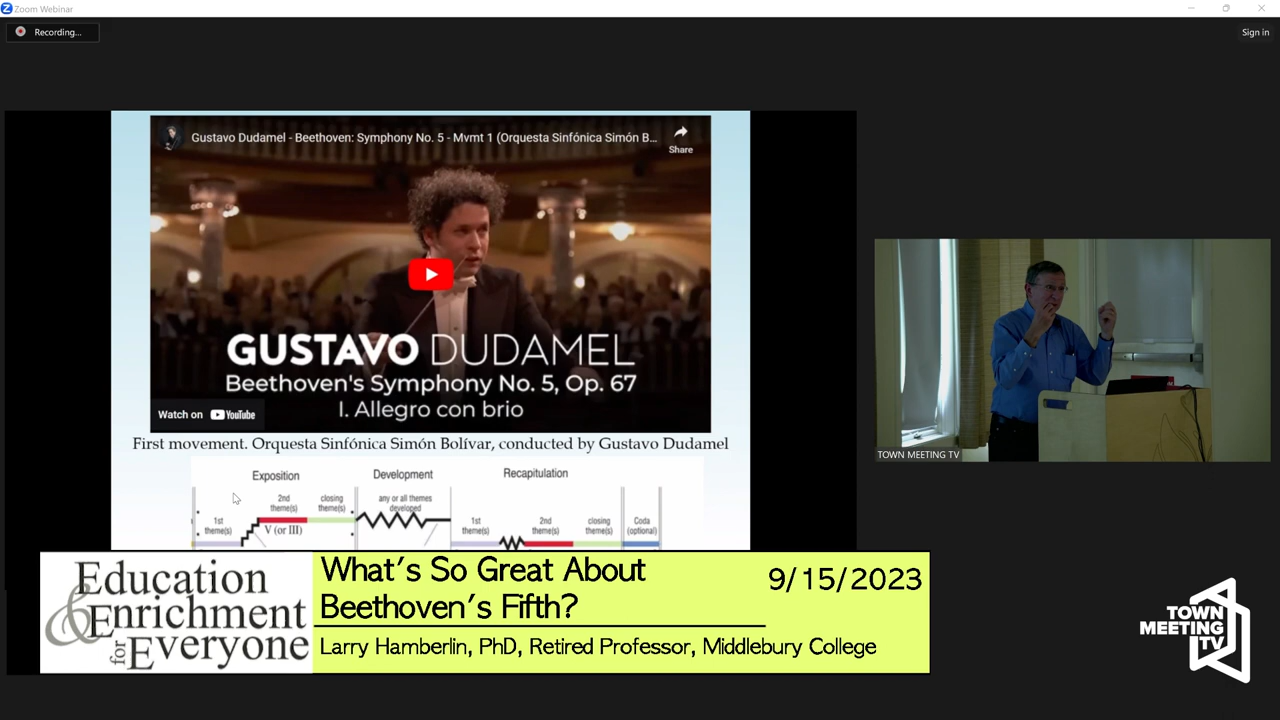 Zoom Webinar
Recording...
Sign in
Gustavo Dudamel - Beethoven: Symphony No. 5 - Mvmt 1 (Orquesta Sinfónica Simón B...
Share
GUSTAVO DUDAMEL
Beethoven's Symphony No. 5, Op. 67
I. Allegro con brio
Watch on YouTube
First movement. Orquesta Sinfónica Simón Bolívar, conducted by Gustavo Dudamel
Exposition
Development
Recapitulation
1st
theme(s)
2nd
theme(s)
closing
theme(s)
V (or III)
any or all themes
developed
1st
theme(s)
2nd
theme(s)
closing
theme(s)
Coda
(optional)
TOWN MEETING TV
Education
& Enrichment
for Everyone
What's So Great About
Beethoven's Fifth?
9/15/2023
Larry Hamberlin, PhD, Retired Professor, Middlebury College
TOWN
MEETING
TV